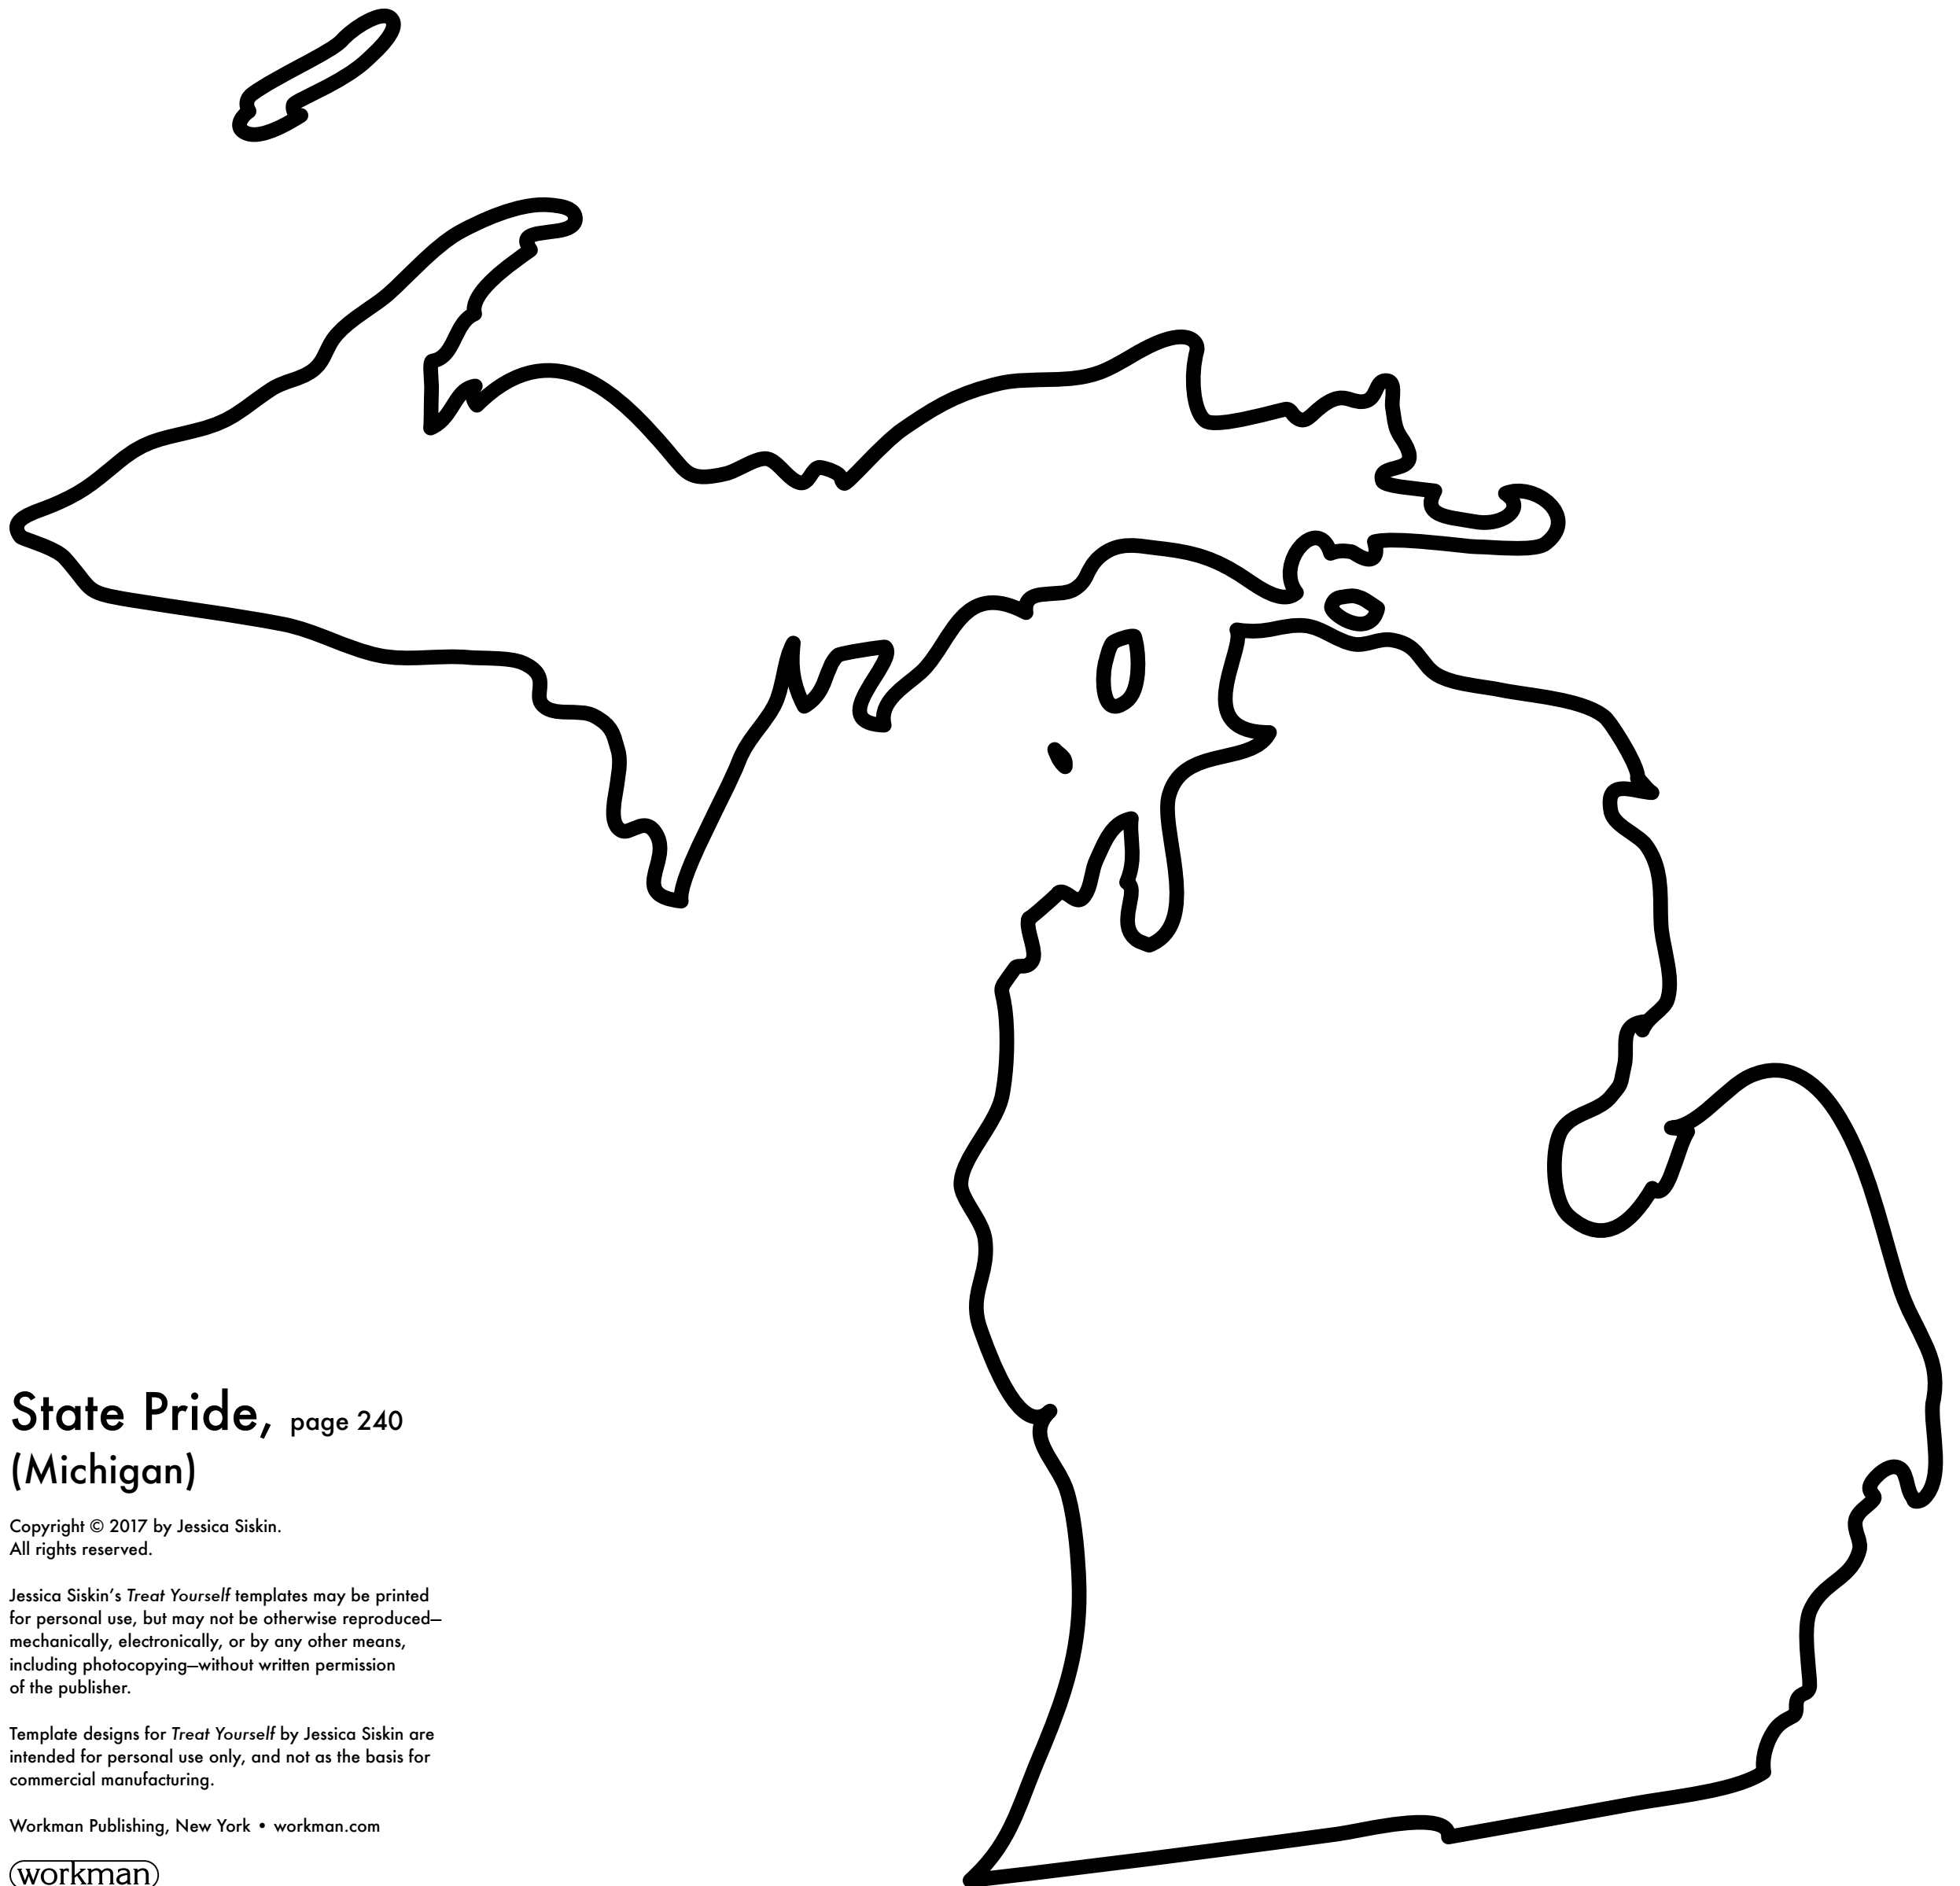 State Pride, page 240
(Michigan)
Copyright © 2017 by Jessica Siskin.
All rights reserved.
Jessica Siskin’s Treat Yourself templates may be printed
for personal use, but may not be otherwise reproduced—
mechanically, electronically, or by any other means,
including photocopying—without written permission
of the publisher.
Template designs for Treat Yourself by Jessica Siskin are
intended for personal use only, and not as the basis for
commercial manufacturing.
Workman Publishing, New York • workman.com
workman